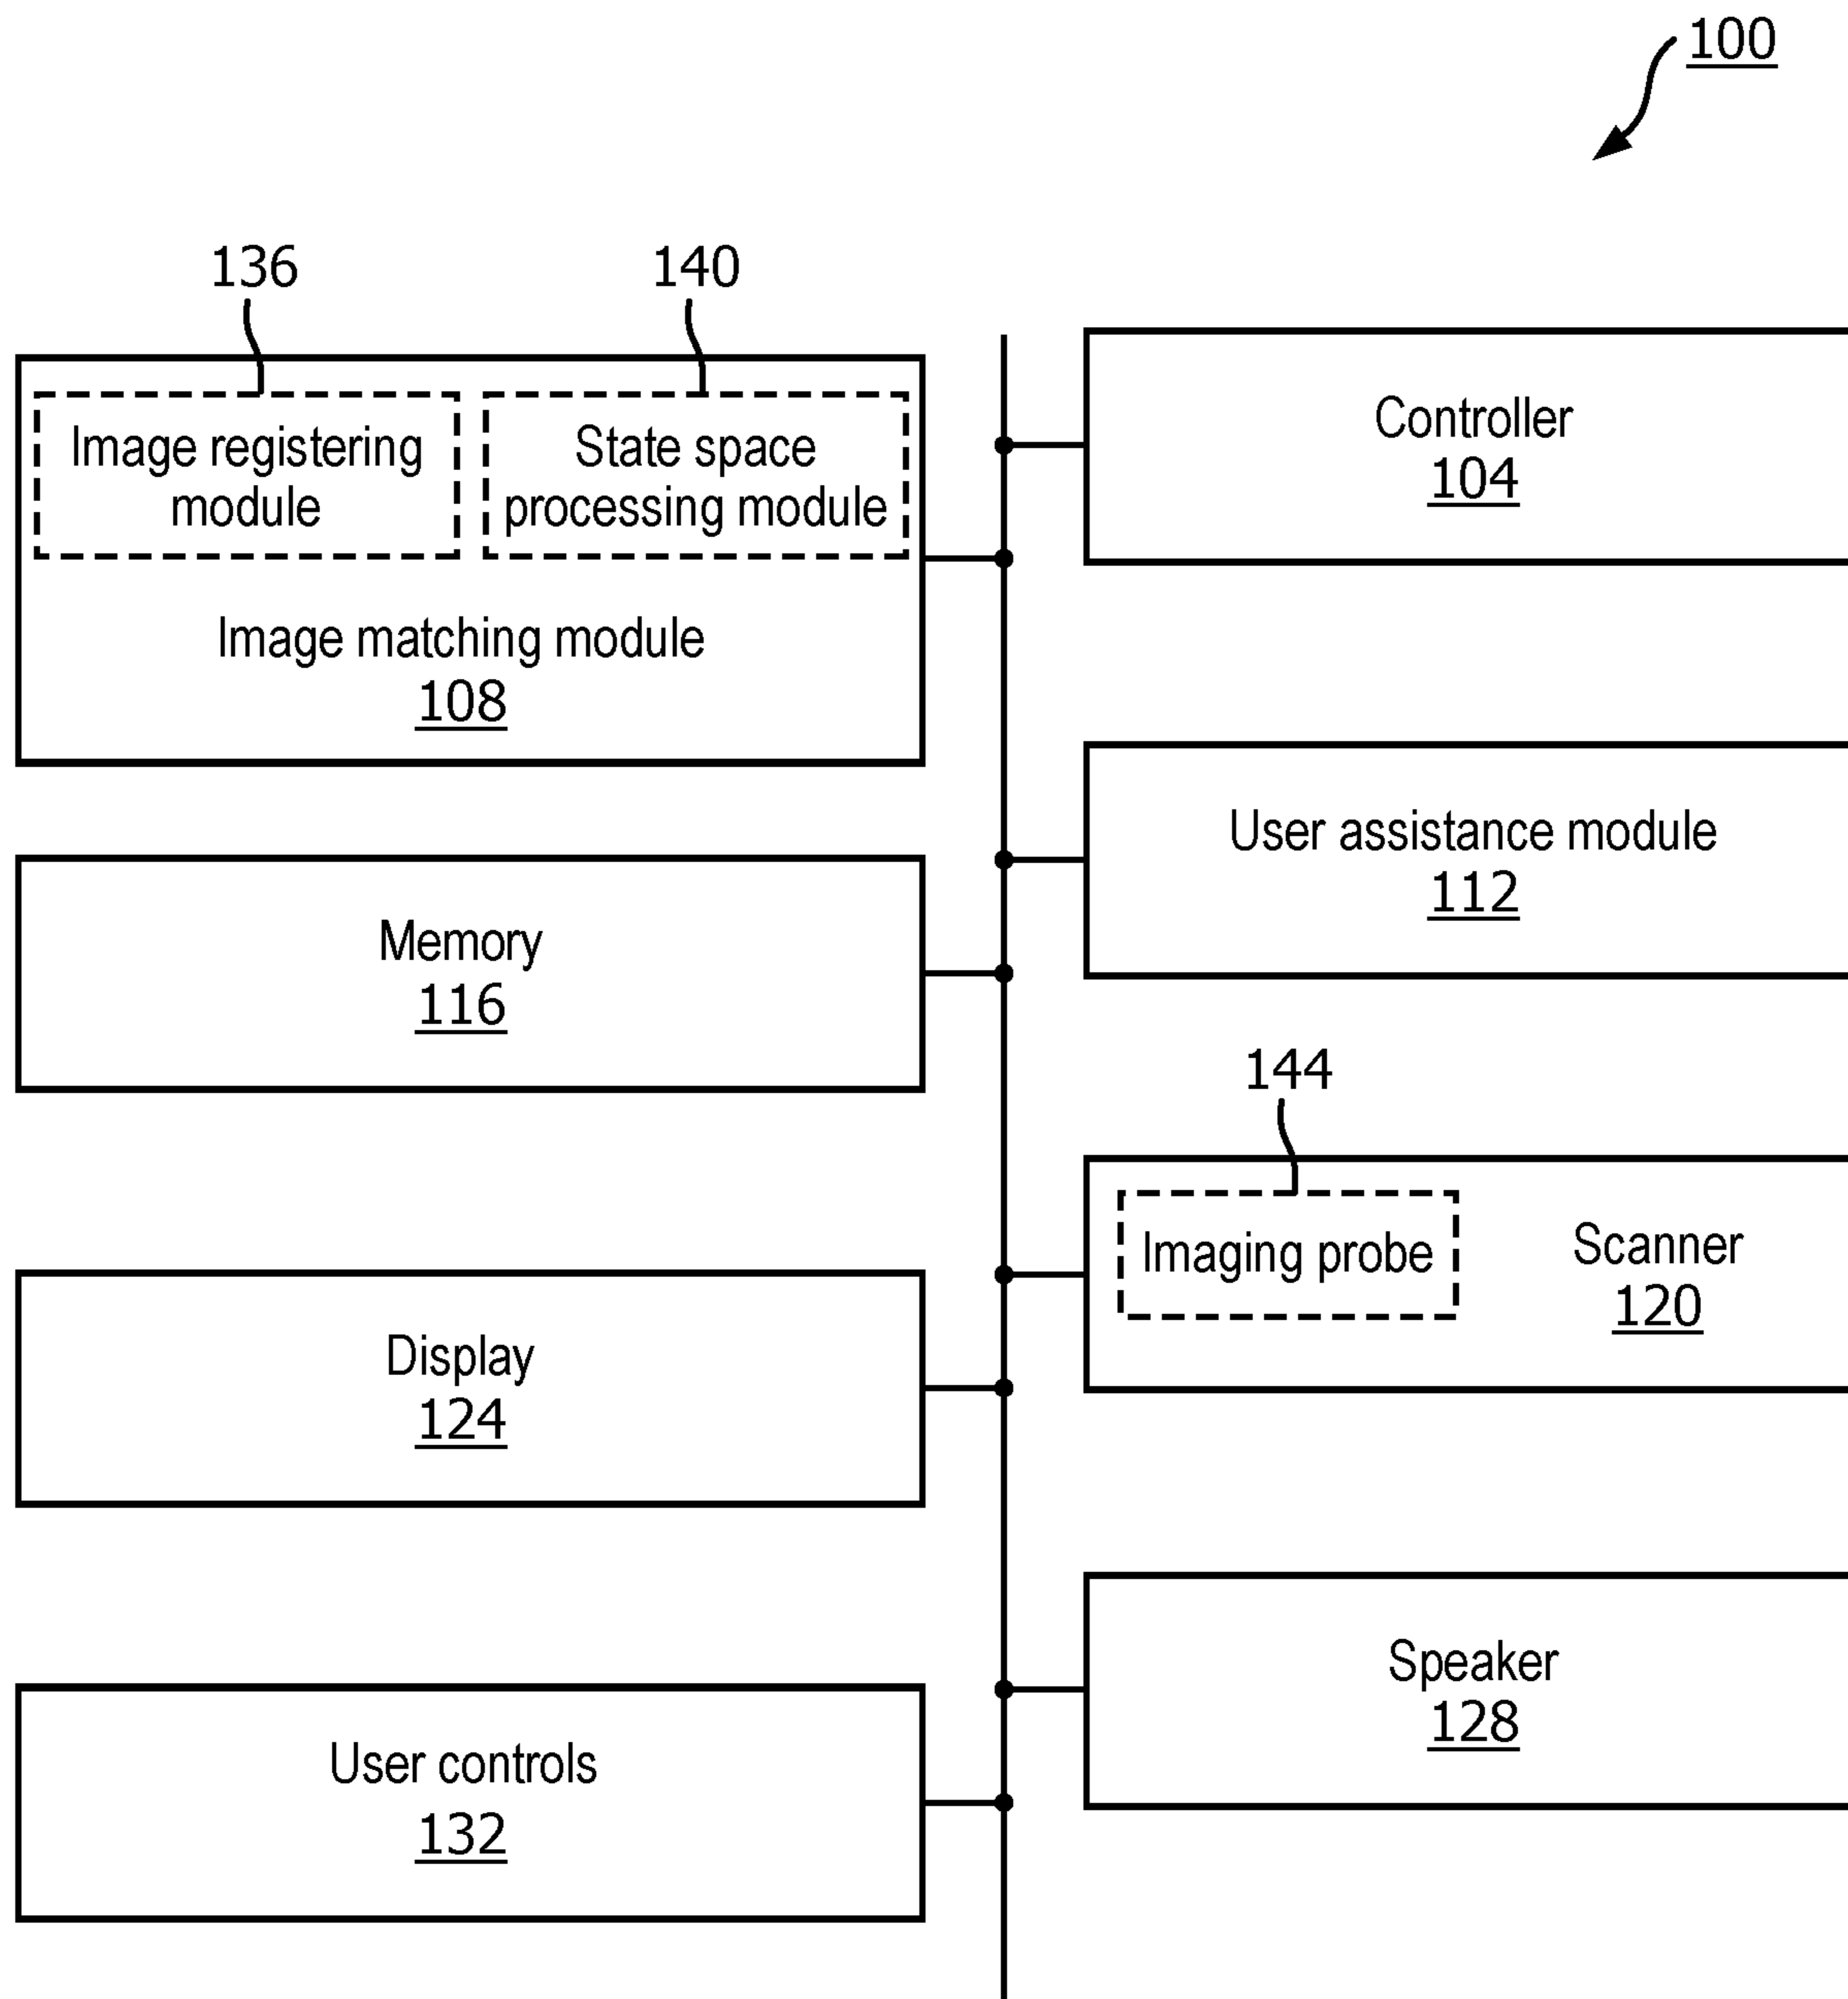 100
136
140
Image registering
module
State space
processing module
Image matching module
108
Controller
104
User assistance module
112
Memory
116
144
Imaging probe
Scanner
120
Display
124
Speaker
128
User controls
132